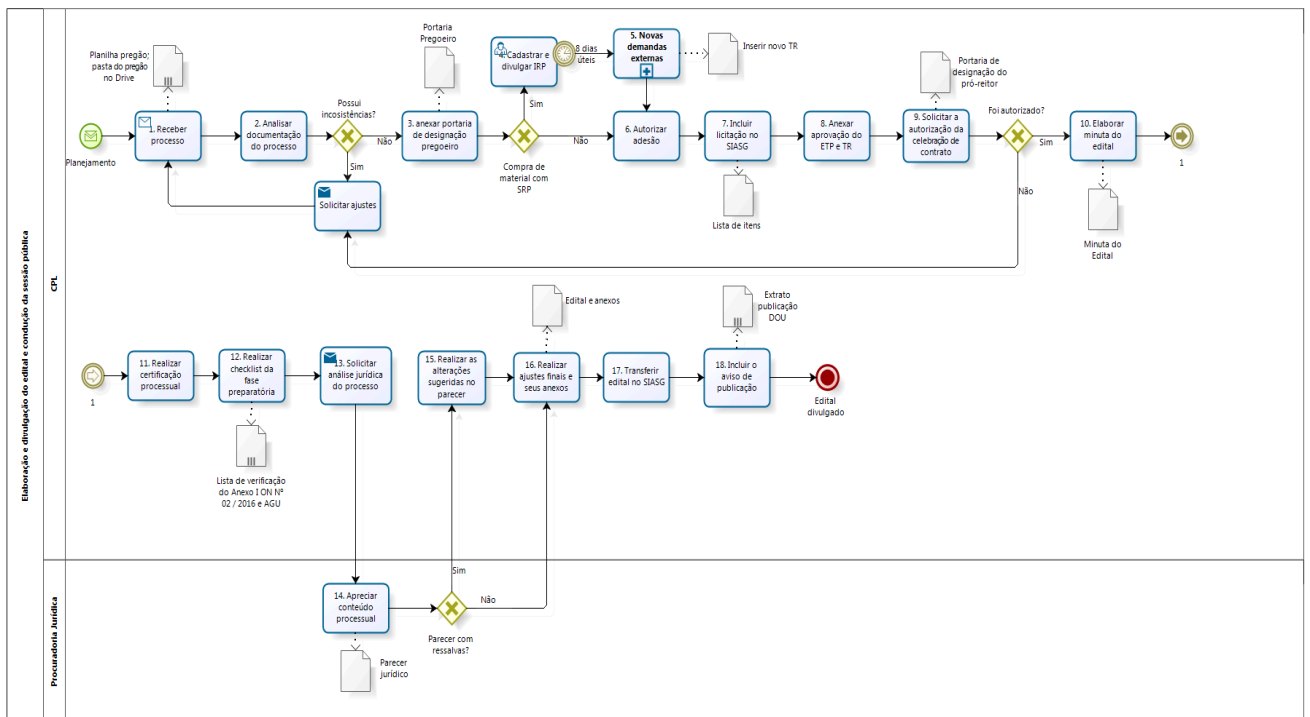 Elaboração e divulgação do edital e condução da sessão pública
CPL
Planilha pregão;
pasta do pregão
no Drive
Planejamento
1. Receber
processo
2. Analisar
documentação
do processo
Possui
incosistências?
Não
Sim
Solicitar ajustes
Portaria
Pregoeiro
3. anexar portaria
de designação
pregoeiro
Cadastrar e
divulgar IRP
Sim
Não
Compra de
material com
SRP
8 dias
úteis
5. Novas
demandas
externas
Inserir novo TR
6. Autorizar
adesão
7. Incluir
licitação no
SIASG
Lista de itens
8. Anexar
aprovação do
ETP e TR
Portaria de
designação do
pró-reitor
9. Solicitar a
autorização da
celebração de
contrato
Foi autorizado?
Sim
Não
10. Elaborar
minuta do
edital
Minuta do
Edital
1
1
11. Realizar
certificação
processual
12. Realizar
checklist da
fase
preparatória
Lista de verificação
do Anexo I ON Nº
02 / 2016 e AGU
13. Solicitar
análise jurídica
do processo
15. Realizar as
alterações
sugeridas no
parecer
Edital e anexos
16. Realizar
ajustes finais e
seus anexos
17. Transferir
edital no SIASG
Extrato
publicação
DOU
18. Incluir o
aviso de
publicação
Edital
divulgado
Procuradoria Jurídica
14. Apreciar
conteúdo
processual
Parecer
jurídico
Sim
Não
Parecer com
ressalvas?